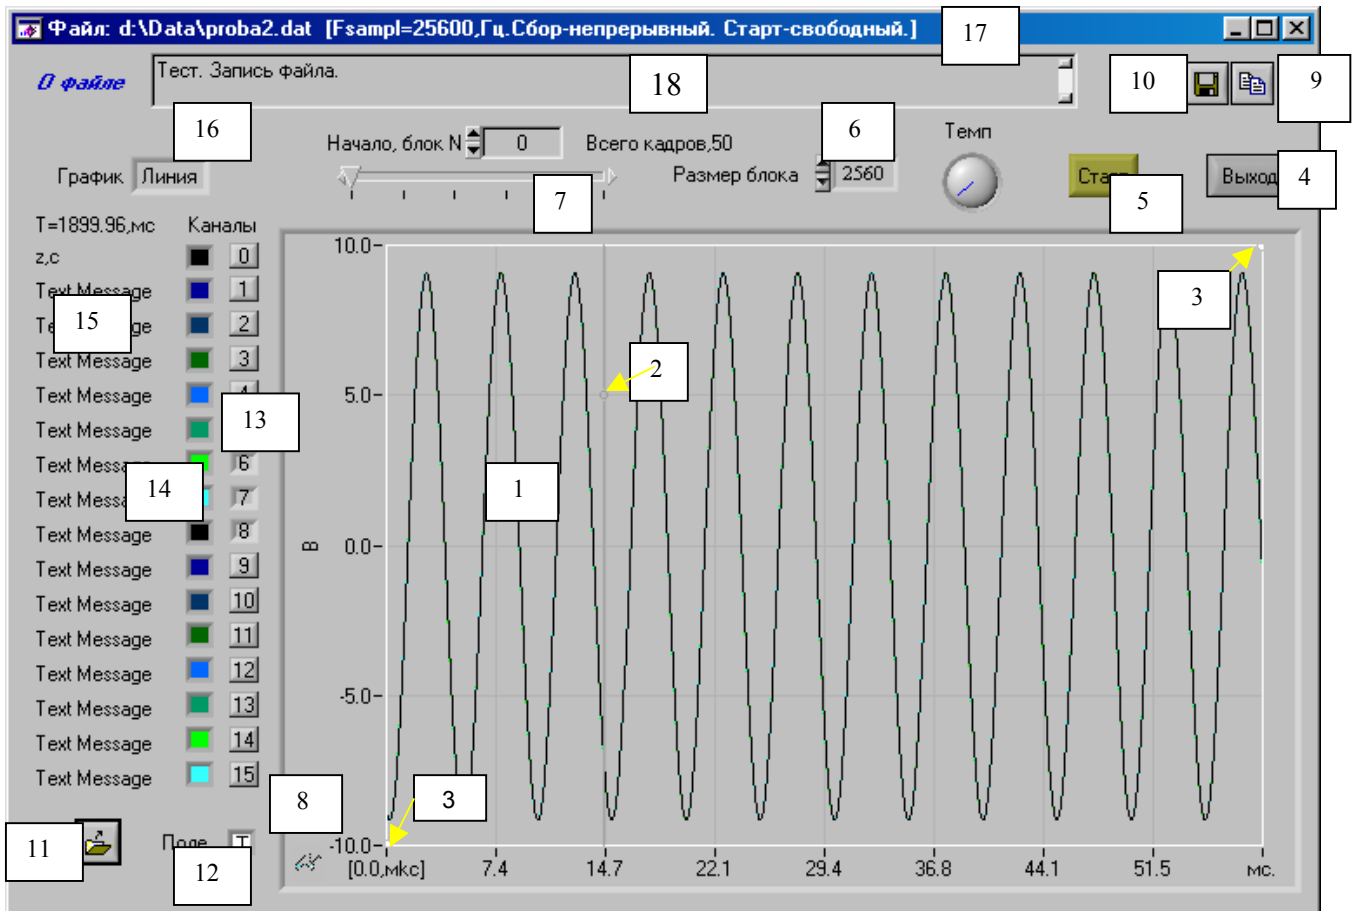 Файл: d:\Data\proba2.dat [Fsampl=25600,Гц.Сбор-непрерывный. Старт-свободный.]
17
О файле
Тест. Запись файла.
18
10
9
16
Начало, блок N 0
Всего кадров,50
6
Темп
График Линия
7
Размер блока 2560
Старт
5
Выход
4
T=1899.96,мс Каналы
z,c 0
Text Message 1
15
2
Text Message 3
Text Message 4
13
Text Message
Text Message 6
14
7
Text Message 8
Text Message 9
Text Message 10
Text Message 11
Text Message 12
Text Message 13
Text Message 14
Text Message 15
10.0
5.0
В 0.0
-5.0
-10.0
1
2
3
3
8
11
Поле T
12
[0.0,мкс] 7.4 14.7 22.1 29.4 36.8 44.1 51.5 мс.